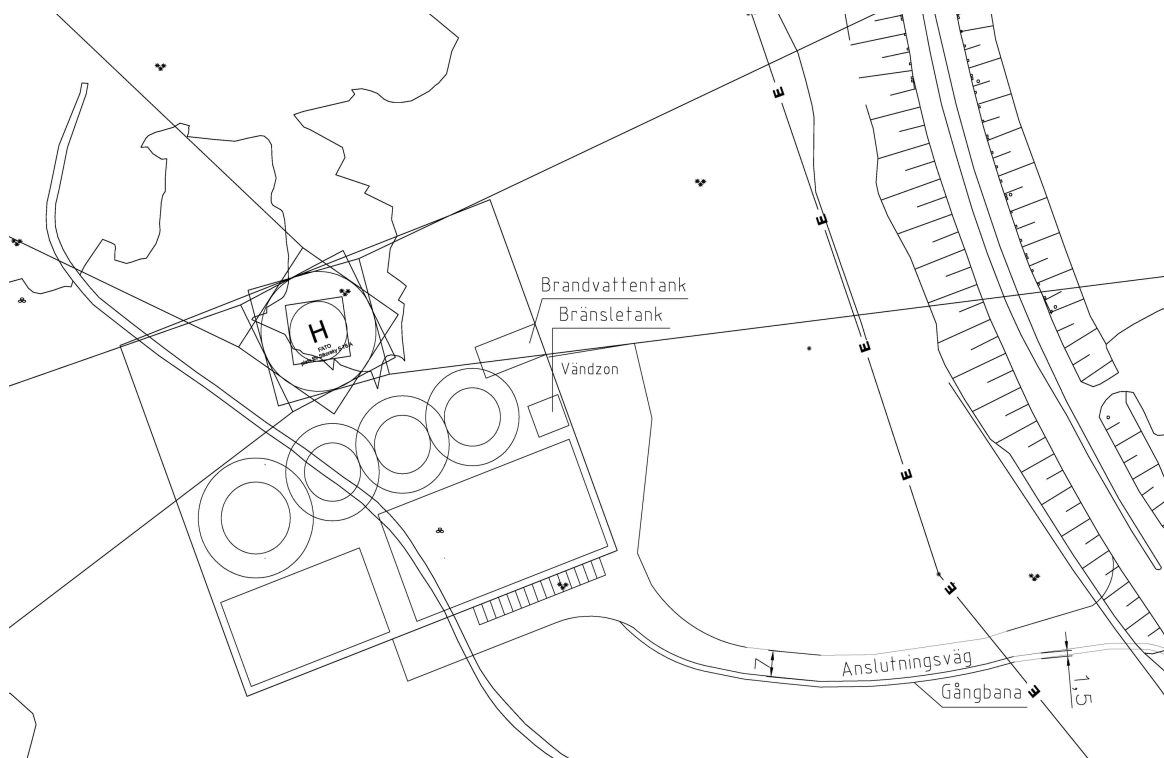 E
E
Brandvattentank
Bränsletank
H
FATO
E
Vändzon
E
E
Anslutningsväg
7
Gångbana
1,5
E